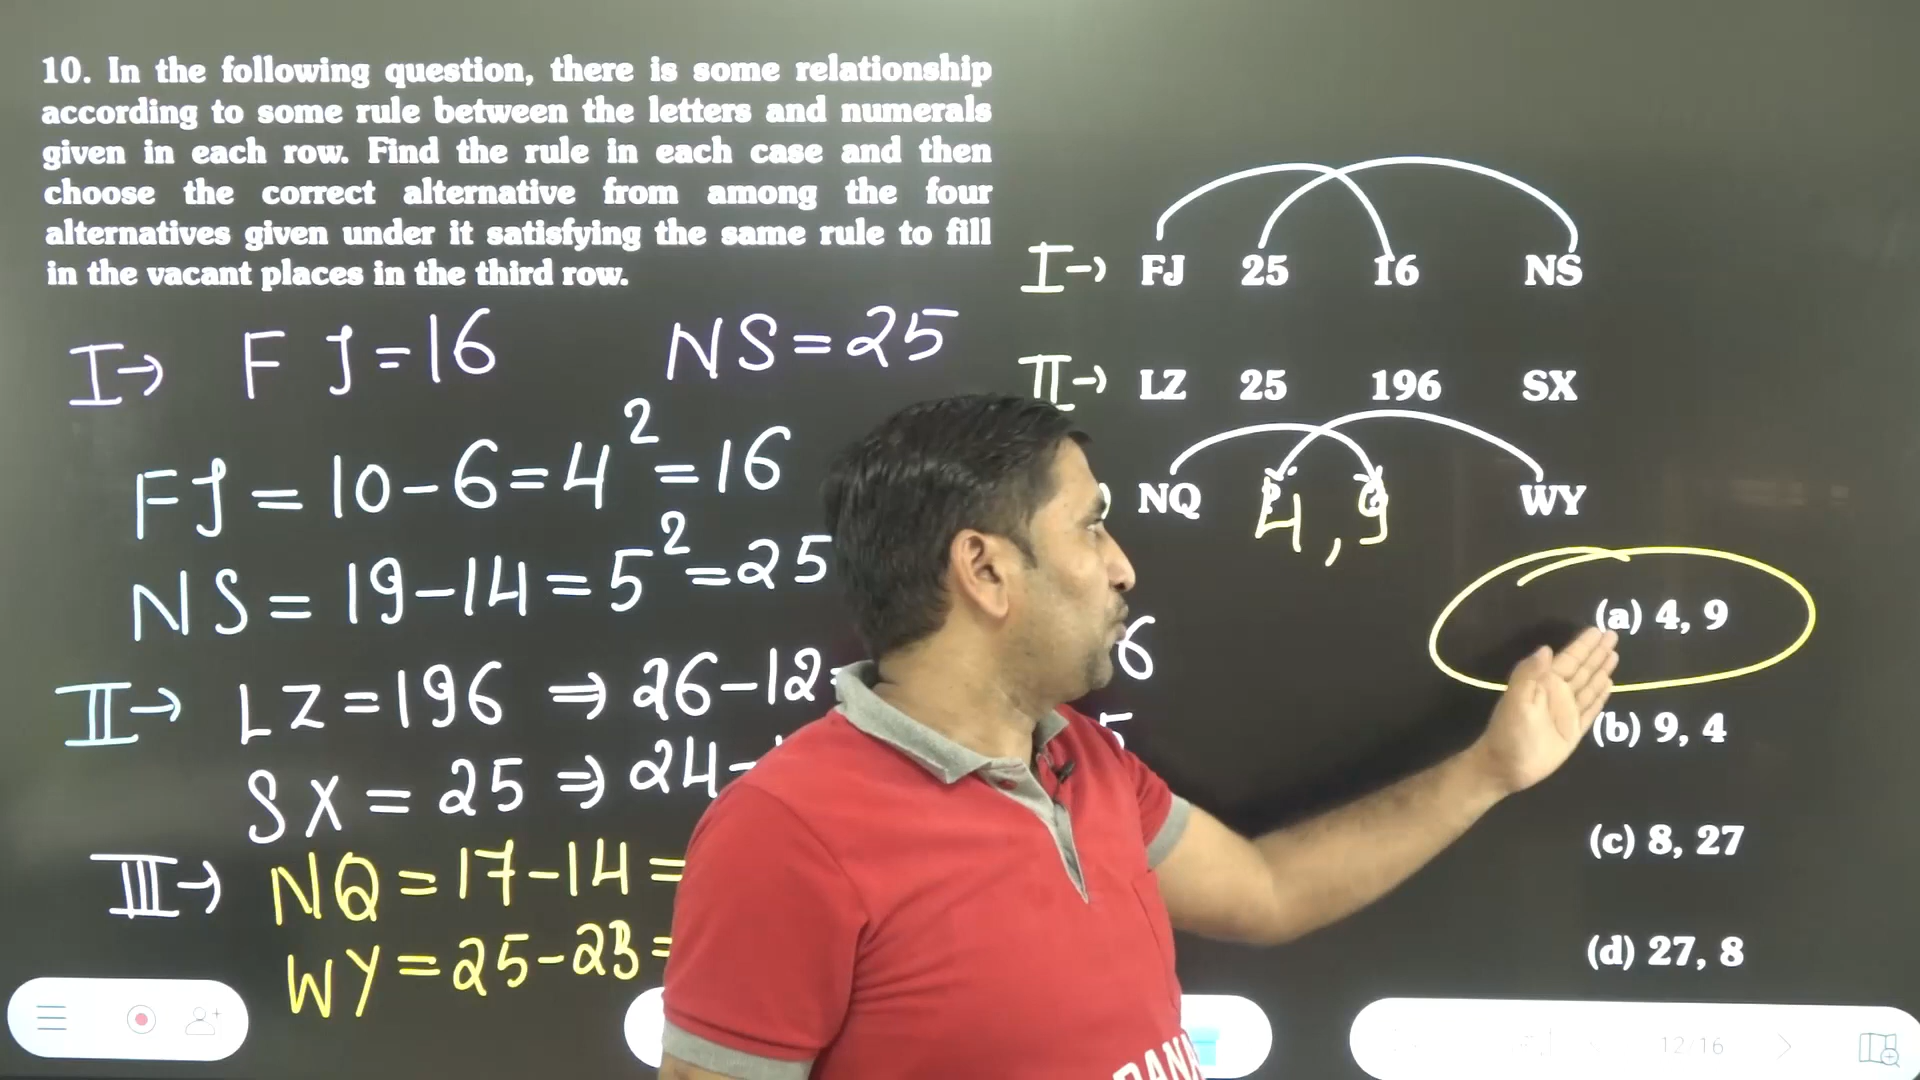 10. In the following question, there is some relationship
according to some rule between the letters and numerals
given in each row. Find the rule in each case and then
choose the correct alternative from among the four
alternatives given under it satisfying the same rule to fill
in the vacant places in the third row.
I→ FJ 25 16 NS
II→ LZ 25 196 SX
NQ 4, 9 WY
(a) 4, 9
(b) 9, 4
(c) 8, 27
(d) 27, 8
I→ FJ=16 NS=25
FJ = 10-6=4²=16
NS = 19-14=5²=25
II→ LZ=196 ⇒ 26-12= 6
SX = 25 ⇒ 24- 5
III→ NQ=17-14=
WY=25-23=
12/16